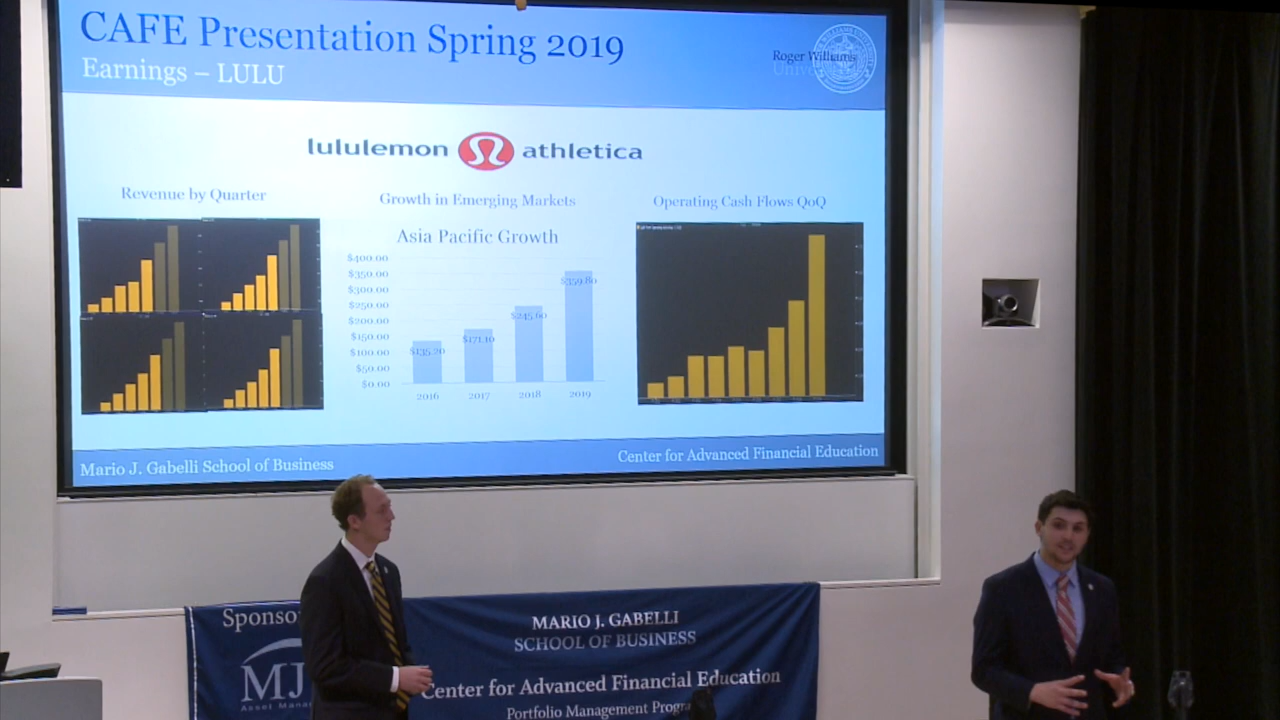 CAFE Presentation Spring 2019
Earnings – LULU
Roger Williams
University
lululemon athletica
Revenue by Quarter
Growth in Emerging Markets
Operating Cash Flows QoQ
Asia Pacific Growth
$400.00
$350.00
$300.00
$250.00
$200.00
$150.00
$100.00
$50.00
$0.00
$135.20
$171.10
$245.60
$359.80
2016
2017
2018
2019
Mario J. Gabelli School of Business
Center for Advanced Financial Education
Sponso
MJ
Asset Mana
MARIO J. GABELLI
SCHOOL OF BUSINESS
Center for Advanced Financial Education
Portfolio Management Progr